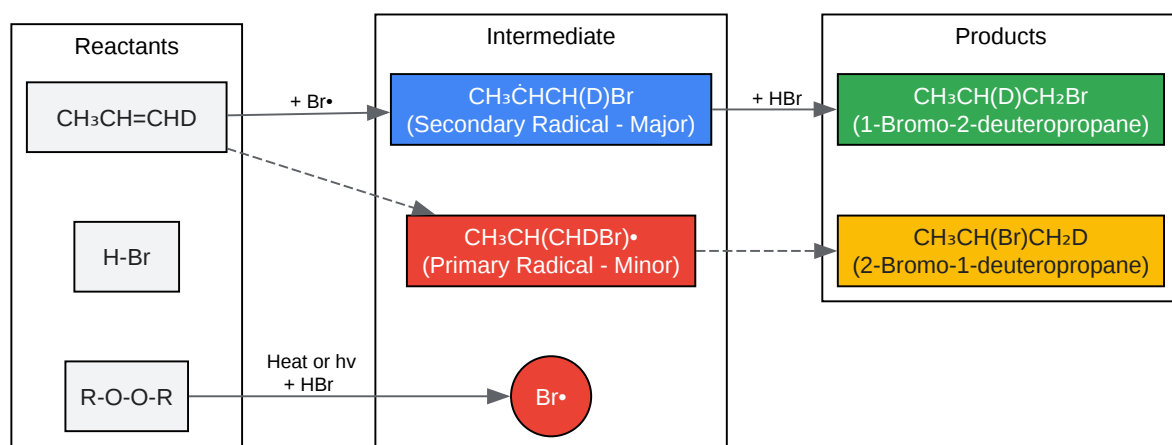 Reactants
Intermediate
Products
CH₃CH=CHD
+ Br•
CH₃ĊHCH(D)Br
(Secondary Radical - Major)
+ HBr
CH₃CH(D)CH₂Br
(1-Bromo-2-deuteropropane)
H-Br
CH₃CH(CHDBr)•
(Primary Radical - Minor)
CH₃CH(Br)CH₂D
(2-Bromo-1-deuteropropane)
R-O-O-R
Heat or hv
+ HBr
Br•